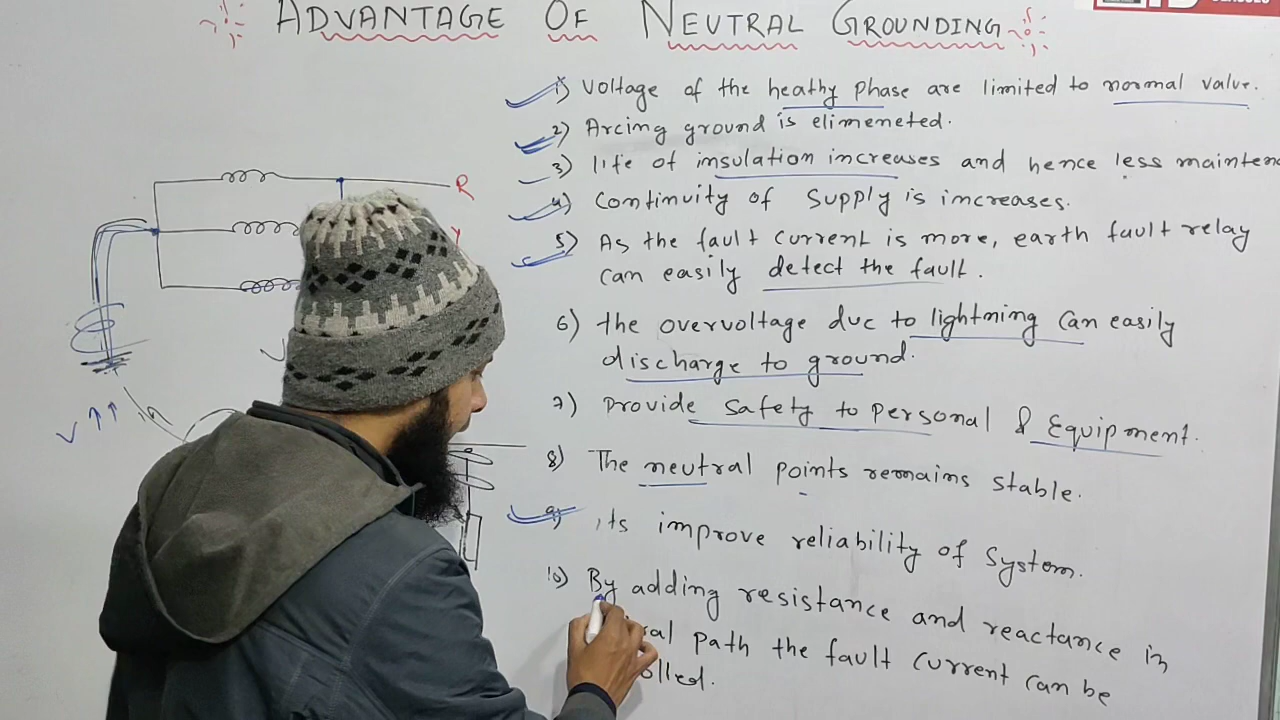 ADVANTAGE OF NEUTRAL GROUNDING
1) Voltage of the heathy phase are limited to normal value.
2) Arcing ground is elimeneted.
3) life of insulation increases and hence less mainten
4) Continuity of Supply is increases.
5) As the fault current is more, earth fault relay
can easily detect the fault.
6) the overvoltage due to lightning can easily
discharge to ground.
7) Provide safety to personal & Equipment.
8) The neutral points remains stable.
9) its improve reliability of System.
10) By adding resistance and reactance in
ral path the fault current can be
olled.
R
Y
V↑↑